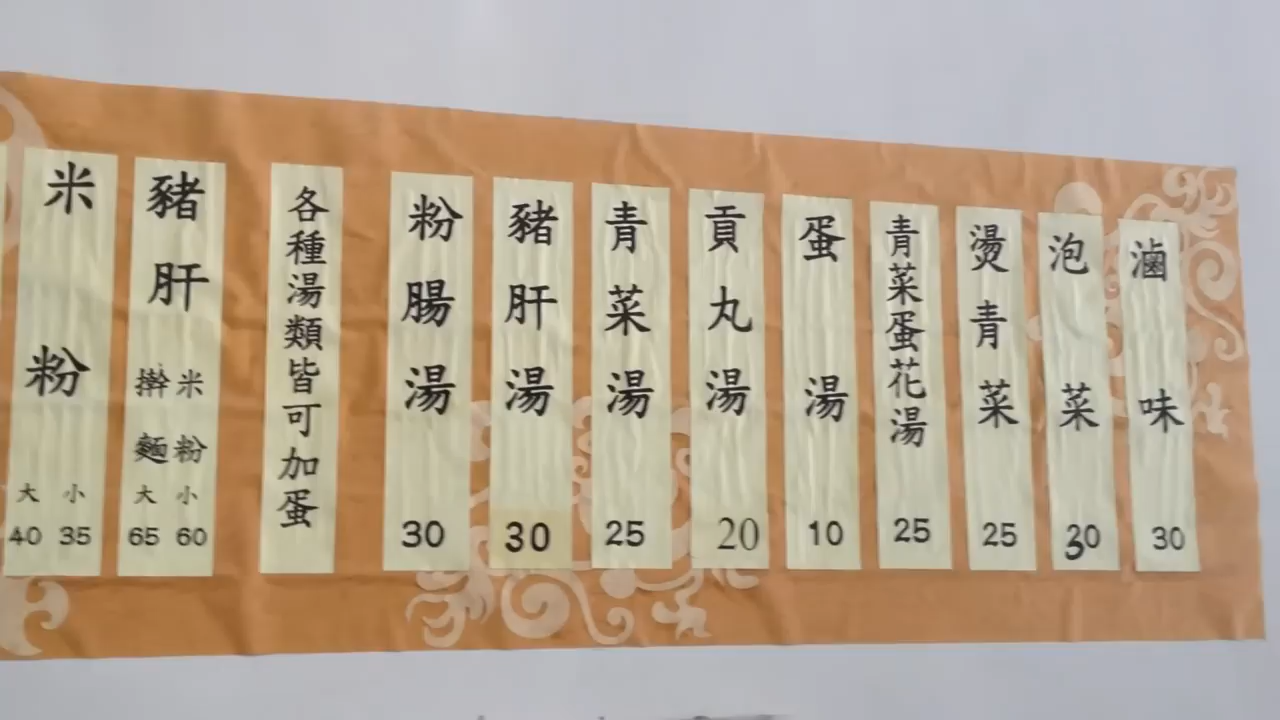 米粉
大 小
40 35
豬肝
擀麵
米粉
大 小
65 60
各種湯類皆可加蛋
粉腸湯
30
豬肝湯
30
青菜湯
25
貢丸湯
20
蛋湯
10
青菜蛋花湯
25
燙青菜
25
泡菜
30
滷味
30